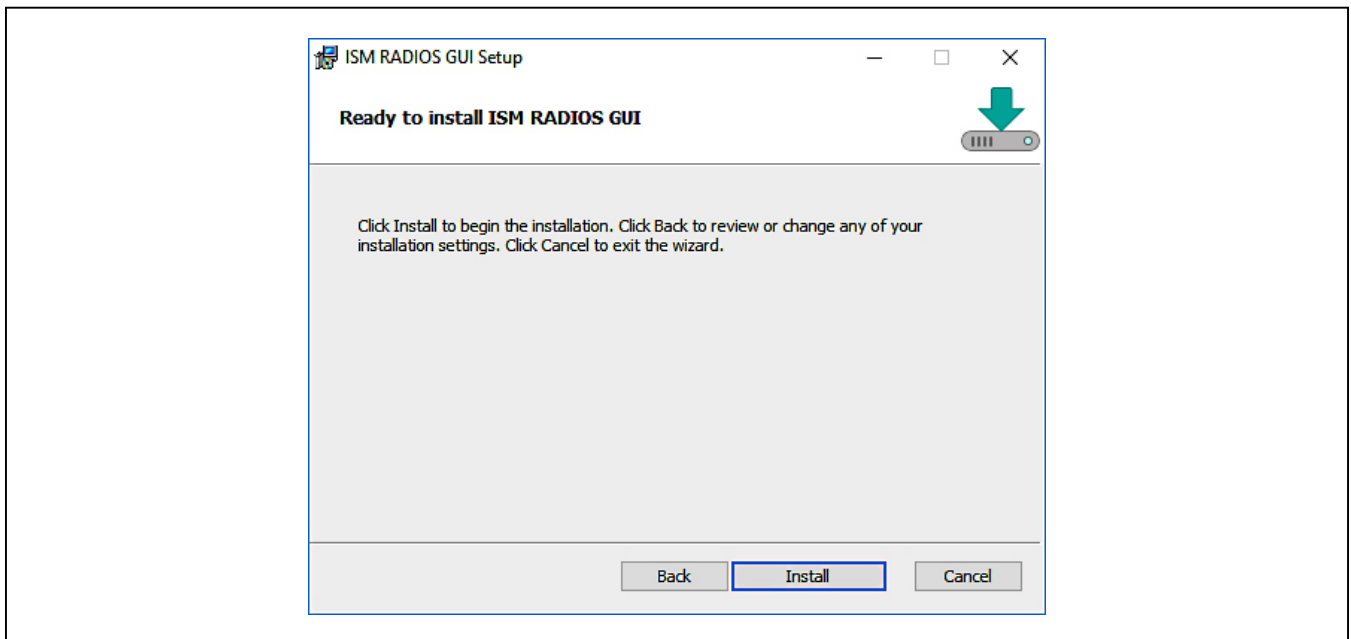 ISM RADIOS GUI Setup
Ready to install ISM RADIOS GUI
Click Install to begin the installation. Click Back to review or change any of your
installation settings. Click Cancel to exit the wizard.
Back Install Cancel